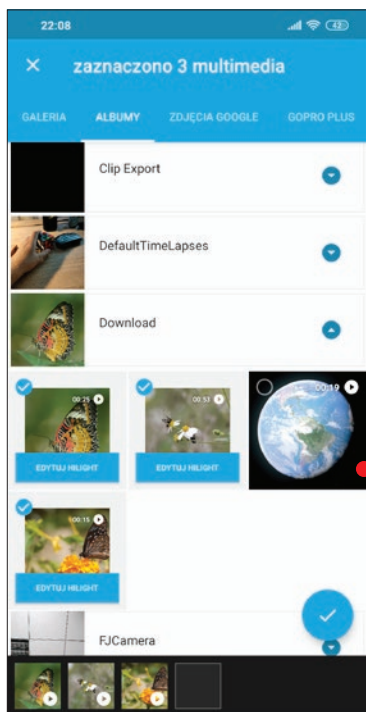 22:08 42
zaznaczono 3 multimedia
GALERIA ALBUMY ZDJĘCIA GOOGLE GOPRO PLUS
Clip Export
DefaultTimeLapses
Download
00:25 00:53 00:19
EDYTUJ HILIGHT EDYTUJ HILIGHT
00:15
EDYTUJ HILIGHT
FJCamera